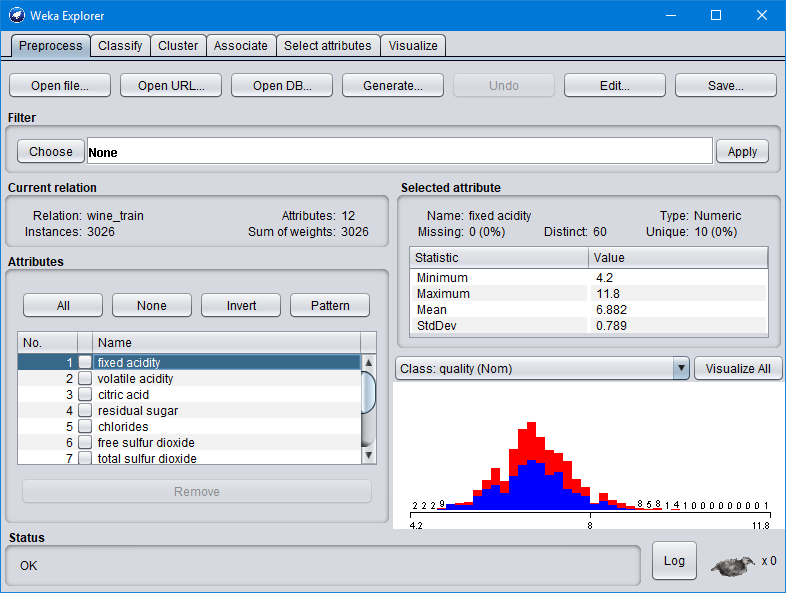 Weka Explorer
Preprocess Classify Cluster Associate Select attributes Visualize
Open file... Open URL... Open DB... Generate... Undo Edit... Save...
Filter
Choose None Apply
Current relation
Relation: wine_train Attributes: 12
Instances: 3026 Sum of weights: 3026
Attributes
All None Invert Pattern
No. Name
1 fixed acidity
2 volatile acidity
3 citric acid
4 residual sugar
5 chlorides
6 free sulfur dioxide
7 total sulfur dioxide
Remove
Selected attribute
Name: fixed acidity Type: Numeric
Missing: 0 (0%) Distinct: 60 Unique: 10 (0%)
Statistic Value
Minimum 4.2
Maximum 11.8
Mean 6.882
StdDev 0.789
Class: quality (Nom) Visualize All
2 2 2 9 8 5 8 1 4 1 0 0 0 0 0 0 0 0 0 1
4.2 8 11.8
Status
OK
Log x 0